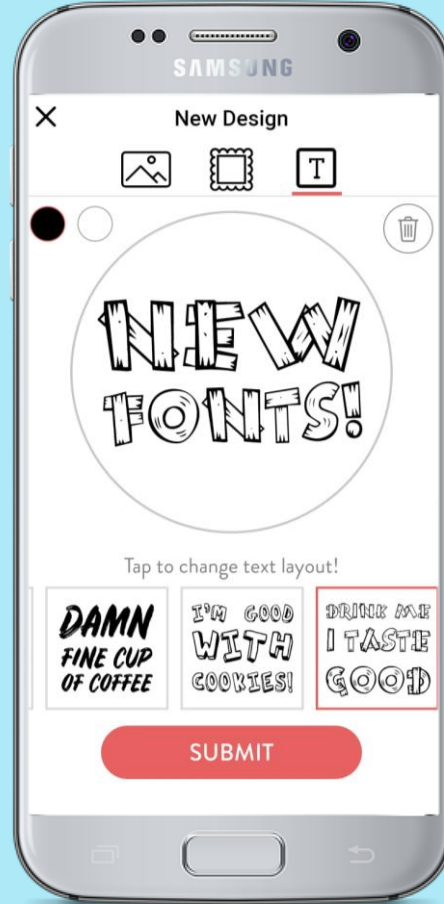 SAMSUNG
New Design
T
NEW
FONTS!
Tap to change text layout!
DAMN
FINE CUP
OF COFFEE
I'M GOOD
WITH
COOKIES!
DRINK ME
I TASTE
GOOD
SUBMIT